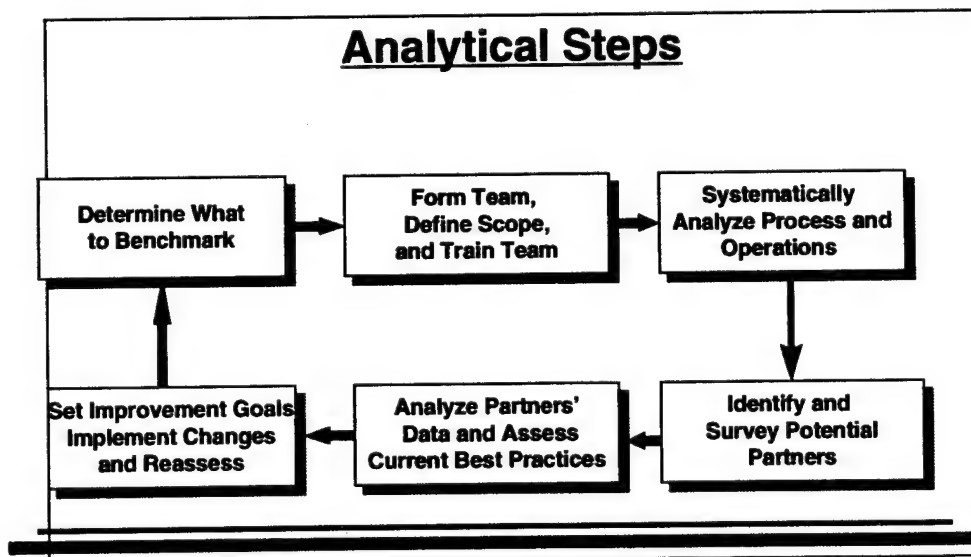 Analytical Steps
Determine What
to Benchmark
Form Team,
Define Scope,
and Train Team
Systematically
Analyze Process and
Operations
Identify and
Survey Potential
Partners
Analyze Partners'
Data and Assess
Current Best Practices
Set Improvement Goals
Implement Changes
and Reassess